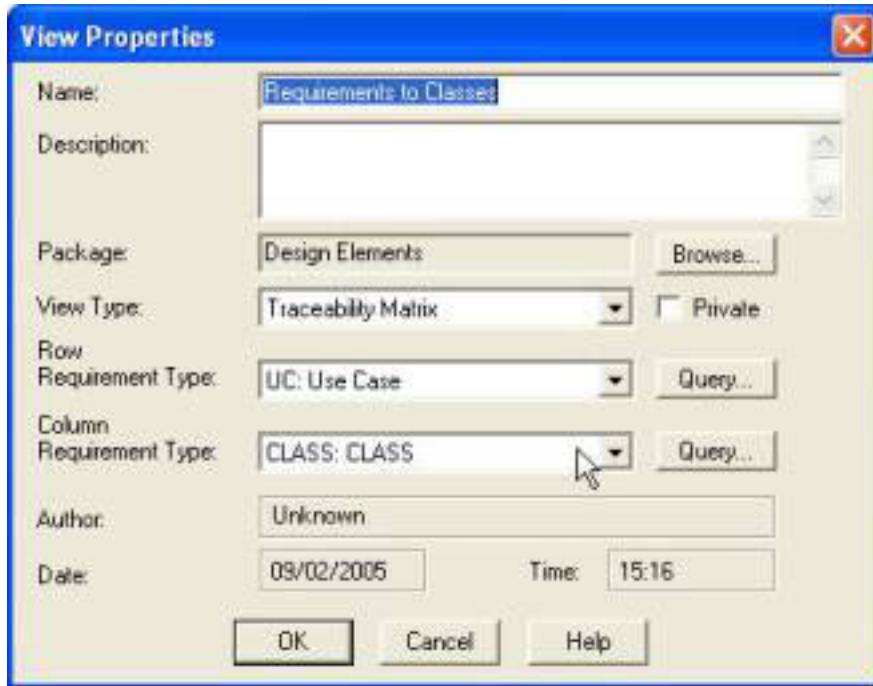 View Properties
Name: Requirements to Classes
Description:
Package: Design Elements Browse...
View Type: Traceability Matrix Private
Row
Requirement Type: UC: Use Case Query...
Column
Requirement Type: CLASS: CLASS Query...
Author: Unknown
Date: 09/02/2005 Time: 15:16
OK Cancel Help